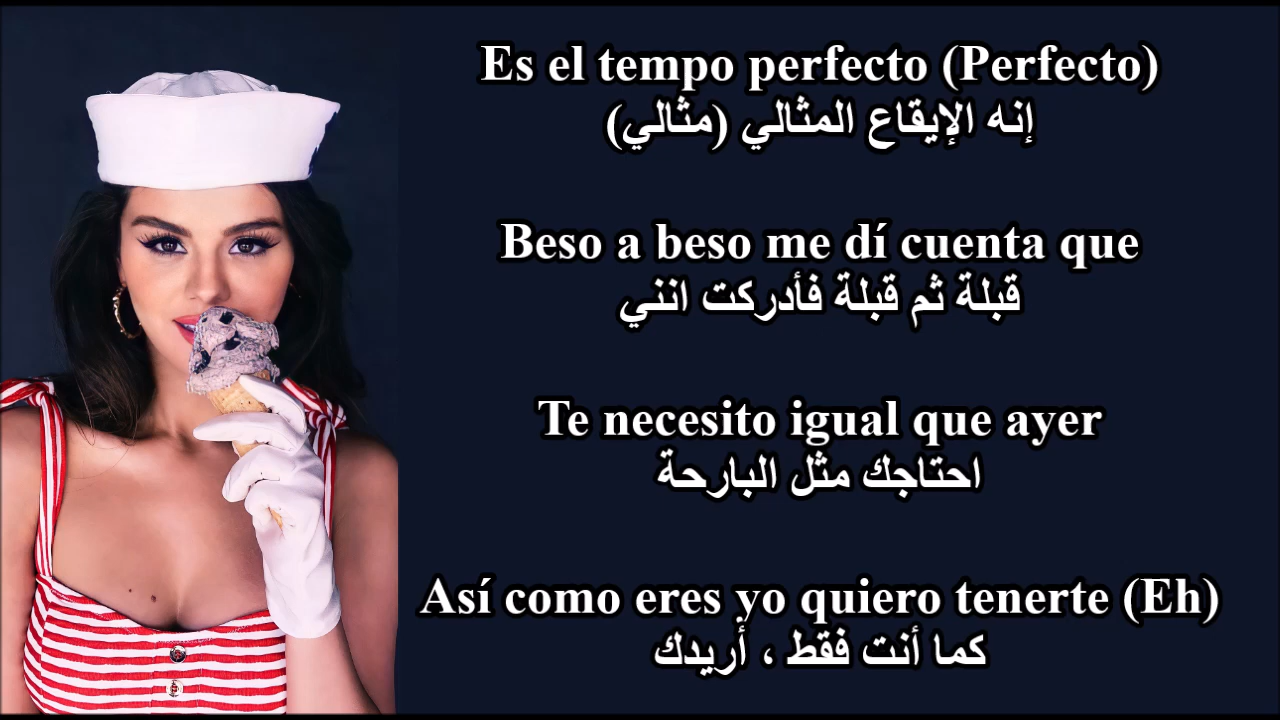 Es el tempo perfecto (Perfecto)
إنه الإيقاع المثالي (مثالي)
Beso a beso me dí cuenta que
قبلة ثم قبلة فأدركت انني
Te necesito igual que ayer
احتاجك مثل البارحة
Así como eres yo quiero tenerte (Eh)
كما أنت فقط ، أريدك